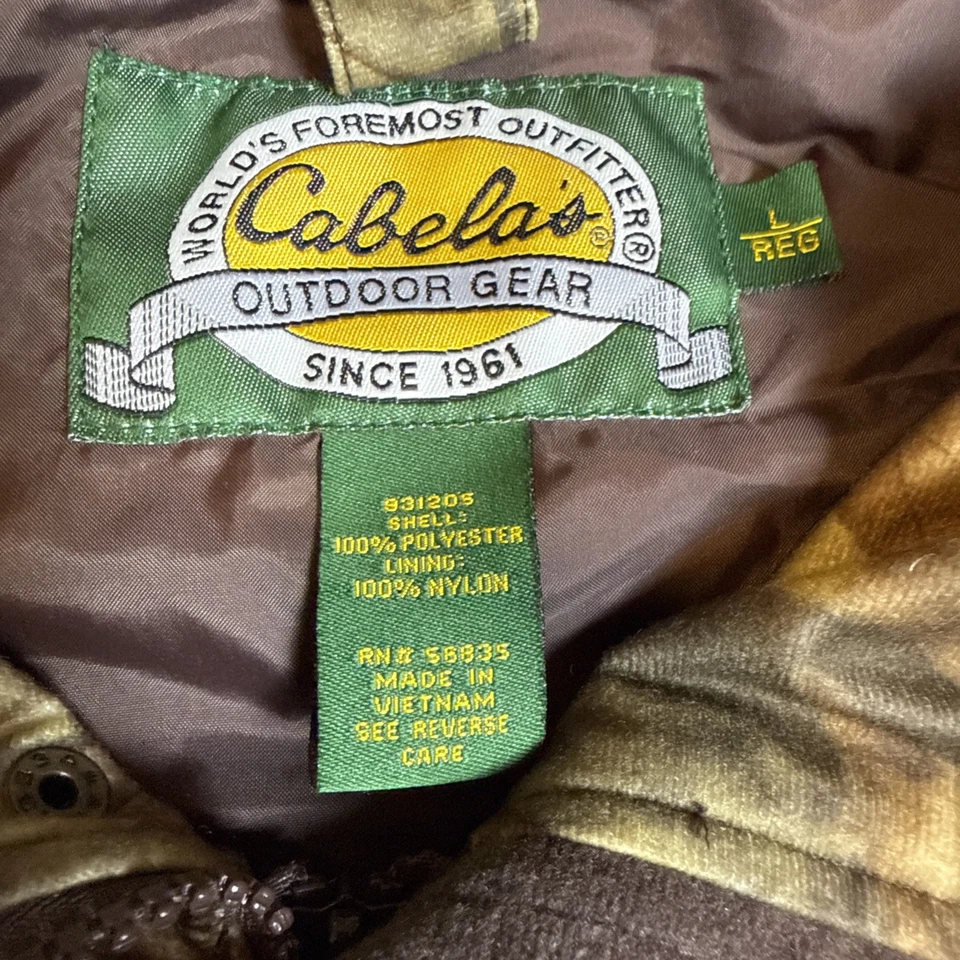 WORLD'S FOREMOST OUTFITTER®
Cabela's®
OUTDOOR GEAR
SINCE 1961
L
REG
931205
SHELL:
100% POLYESTER
LINING:
100% NYLON
RN# 56835
MADE IN
VIETNAM
SEE REVERSE
CARE